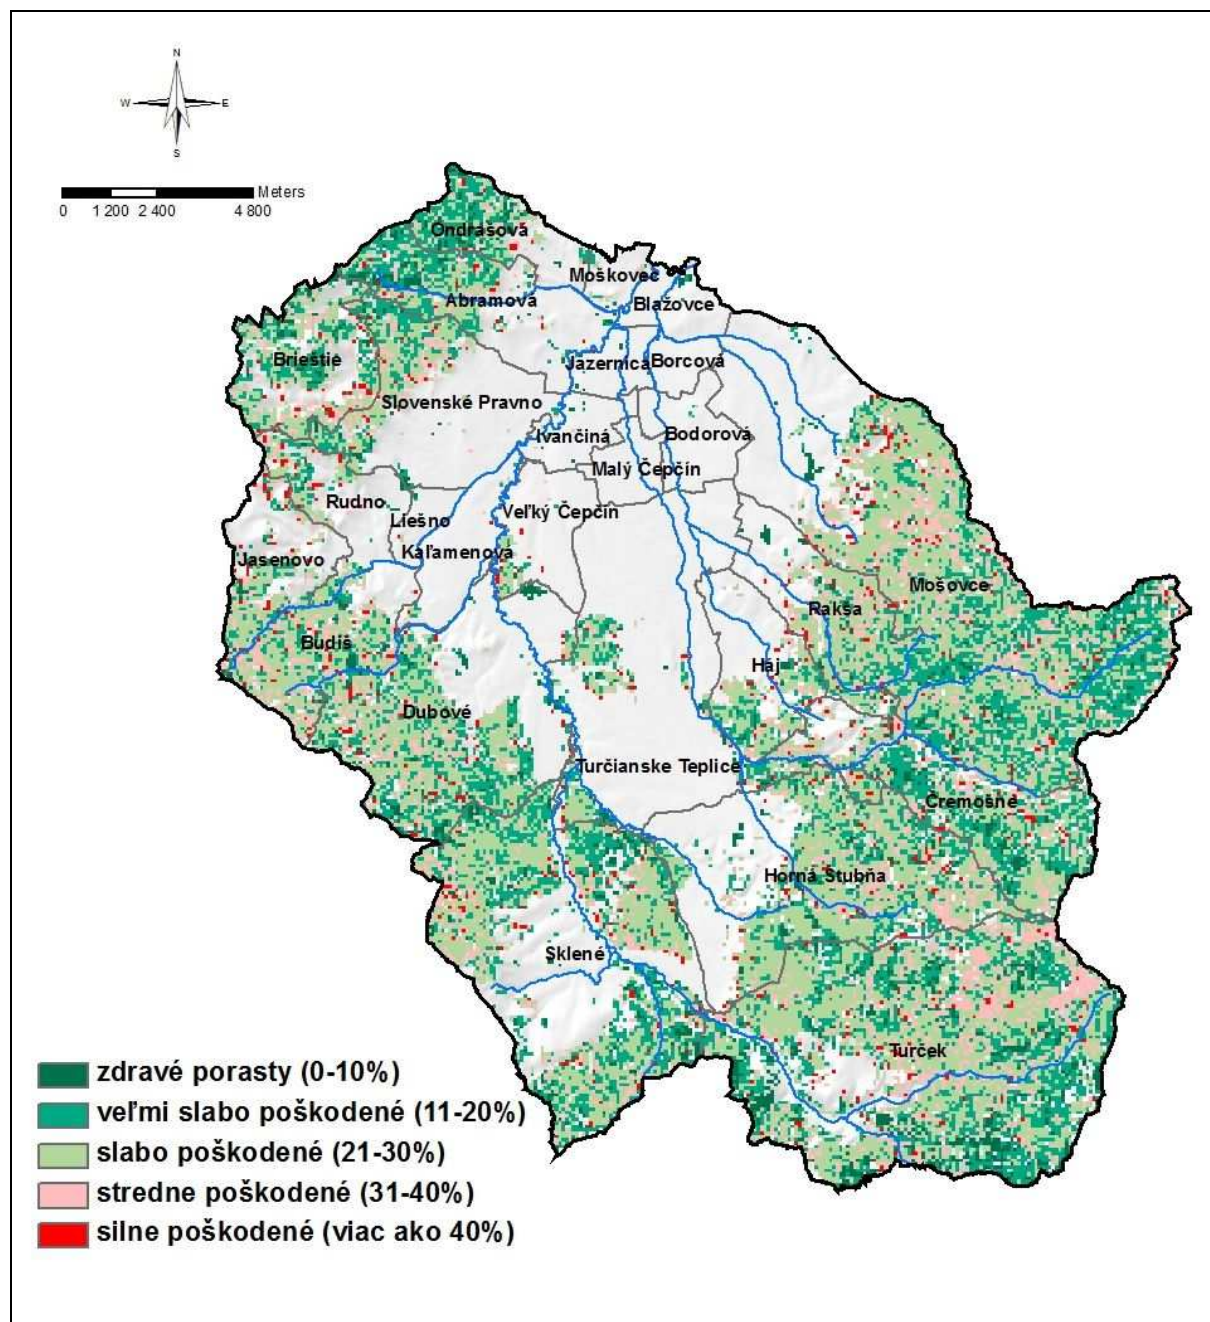 N
W E
S
Meters
0 1 200 2 400 4 800
Ondrašová
Moškovec
Abramová
Blažovce
Brieštie
Jazernica
Borcová
Slovenské Pravno
Ivančiná
Bodorová
Malý Čepčín
Rudno
Liešno
Veľký Čepčín
Kaľamenová
Jasenovo
Mošovce
Rakša
Budiš
Háj
Dubové
Turčianske Teplice
Čremošné
Horná Štubňa
Sklené
Turček
zdravé porasty (0-10%)
veľmi slabo poškodené (11-20%)
slabo poškodené (21-30%)
stredne poškodené (31-40%)
silne poškodené (viac ako 40%)